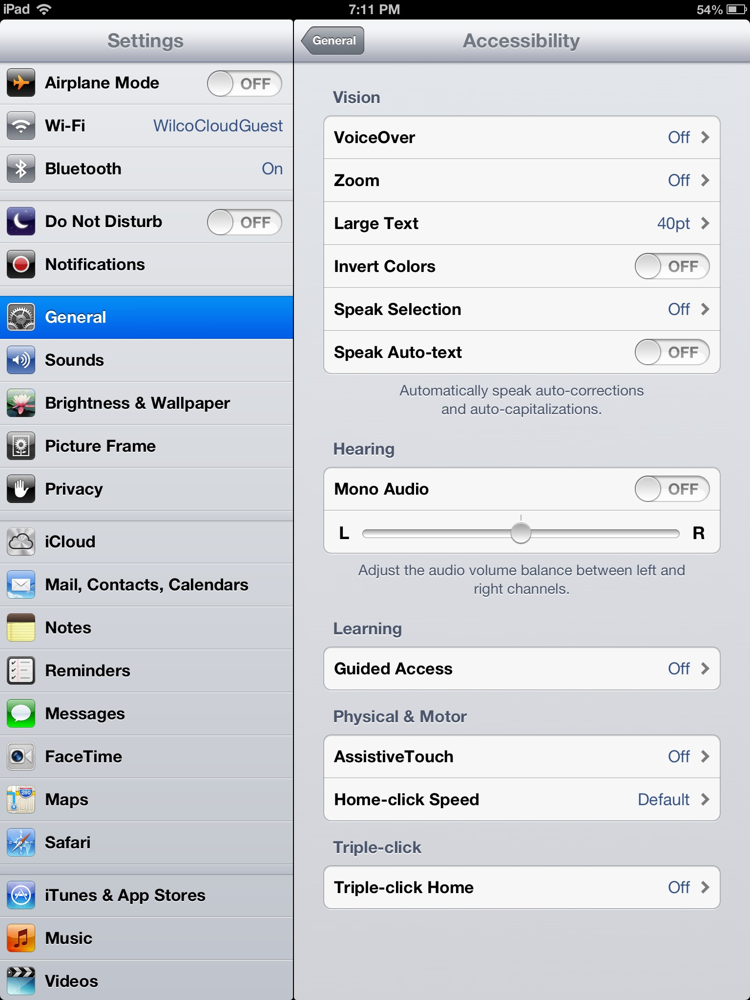 iPad 7:11 PM 54%
Settings
Airplane Mode OFF
Wi-Fi WilcoCloudGuest
Bluetooth On
Do Not Disturb OFF
Notifications
General
Sounds
Brightness & Wallpaper
Picture Frame
Privacy
iCloud
Mail, Contacts, Calendars
Notes
Reminders
Messages
FaceTime
280
Maps
Safari
iTunes & App Stores
Music
Videos
General Accessibility
Vision
VoiceOver Off
Zoom Off
Large Text 40pt
Invert Colors OFF
Speak Selection Off
Speak Auto-text OFF
Automatically speak auto-corrections
and auto-capitalizations.
Hearing
Mono Audio OFF
L R
Adjust the audio volume balance between left and
right channels.
Learning
Guided Access Off
Physical & Motor
AssistiveTouch Off
Home-click Speed Default
Triple-click
Triple-click Home Off